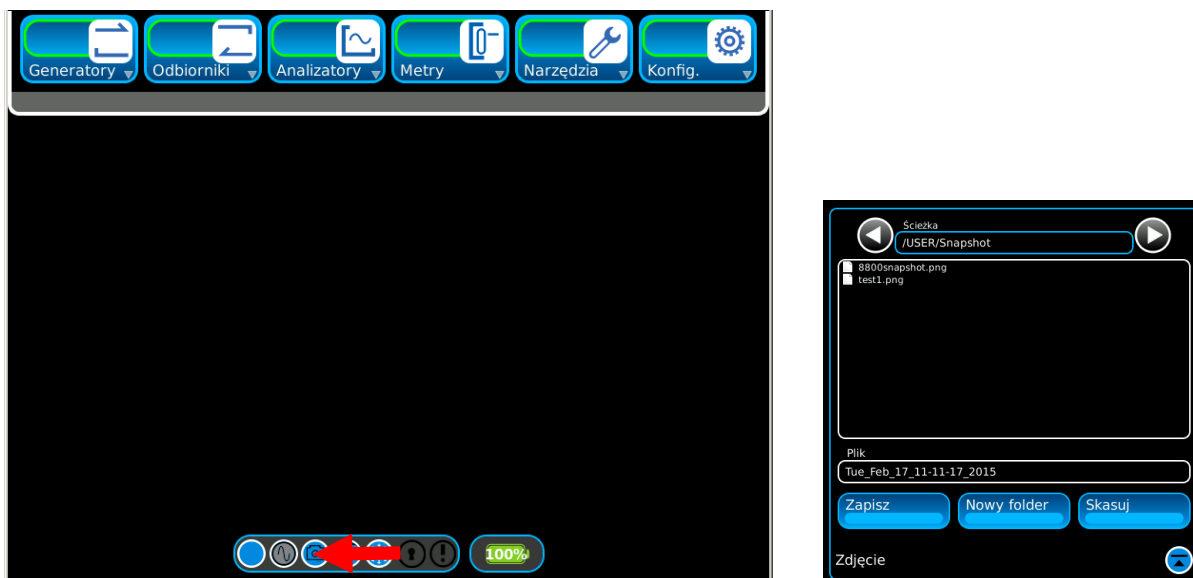 Generatory Odbiorniki Analizatory Metry Narzędzia Konfig.
100%
Ścieżka
/USER/Snapshot
8800snapshot.png
test1.png
Plik
Tue_Feb_17_11-11-17_2015
Zapisz Nowy folder Skasuj
Zdjęcie